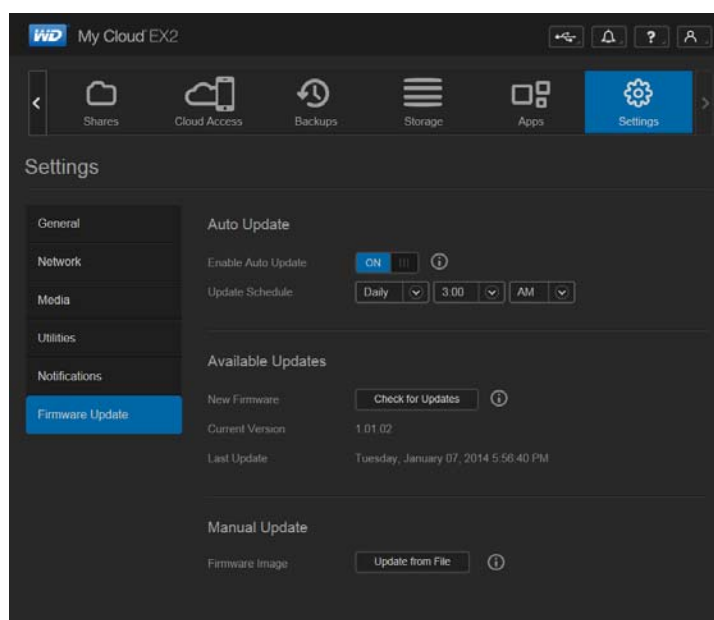 WD My Cloud EX2
?
Shares
Cloud Access
Backups
Storage
Apps
Settings
Settings
General
Network
Media
Utilities
Notifications
Firmware Update
Auto Update
Enable Auto Update ON
Update Schedule Daily 3:00 AM
Available Updates
New Firmware Check for Updates
Current Version 1.01.02
Last Update Tuesday, January 07, 2014 5:56:40 PM
Manual Update
Firmware Image Update from File